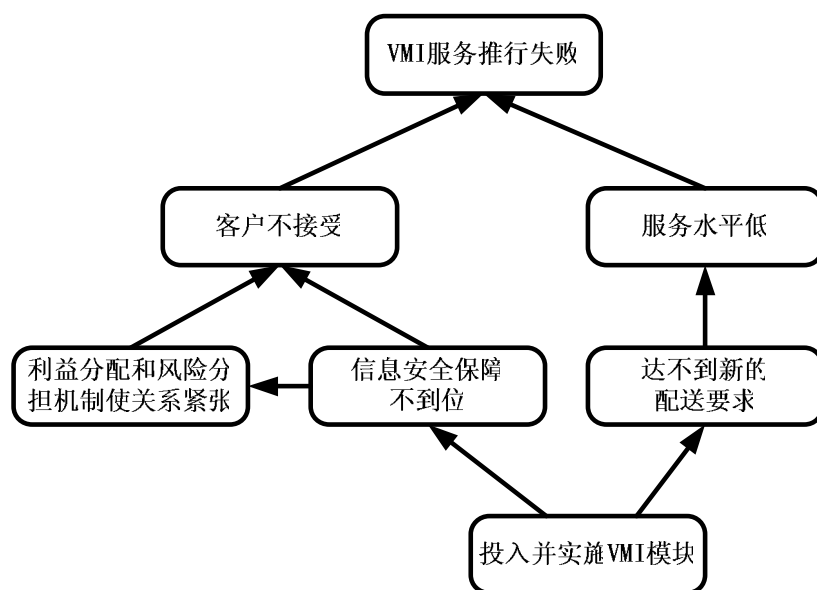 VMI服务推行失败
客户不接受
服务水平低
利益分配和风险分
担机制使关系紧张
信息安全保障
不到位
达不到新的
配送要求
投入并实施VMI模块